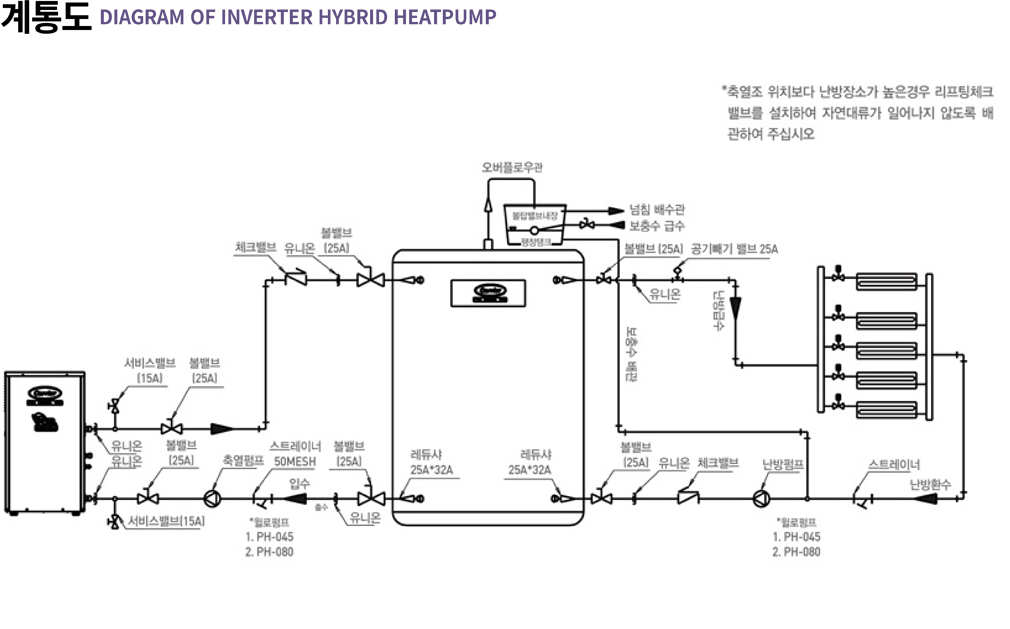 계통도 DIAGRAM OF INVERTER HYBRID HEATPUMP
*축열조 위치보다 난방장소가 높은경우 리프팅체크
밸브를 설치하여 자연대류가 일어나지 않도록 배
관하여 주십시오
오버플로우관
볼탑밸브내장
팽창탱크
넘침 배수관
보충수 급수
체크밸브
유니온
볼밸브
(25A)
볼밸브 (25A)
공기빼기 밸브 25A
유니온
난방급수
보충수 배관
Carrier
서비스밸브
(15A)
볼밸브
(25A)
Carrier
유니온
유니온
볼밸브
(25A)
축열펌프
스트레이너
50MESH
볼밸브
(25A)
입수
출수
유니온
서비스밸브(15A)
*윌로펌프
1. PH-045
2. PH-080
레듀샤
25A*32A
레듀샤
25A*32A
볼밸브
(25A)
유니온
체크밸브
난방펌프
스트레이너
난방환수
*윌로펌프
1. PH-045
2. PH-080